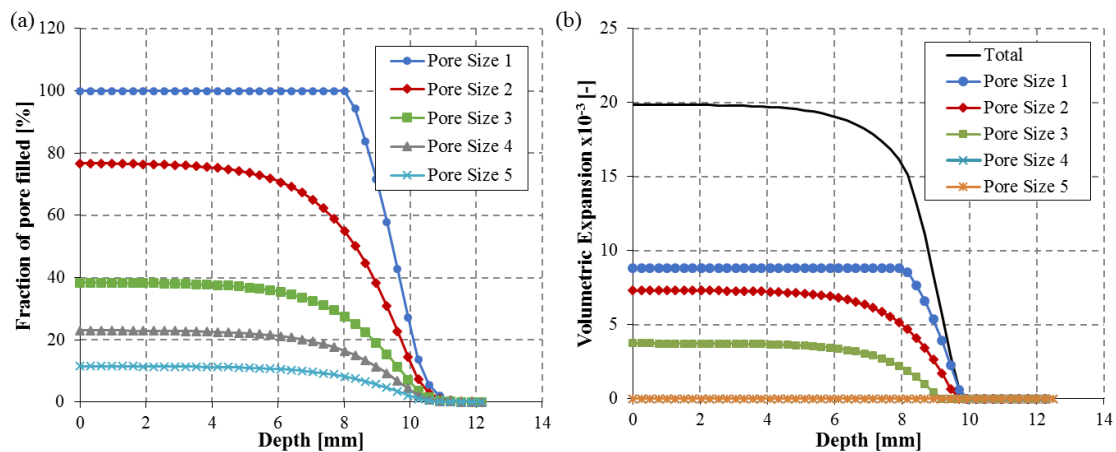 (a)
120
100
80
60
40
20
0
Fraction of pore filled [%]
0 2 4 6 8 10 12 14
Depth [mm]
Pore Size 1
Pore Size 2
Pore Size 3
Pore Size 4
Pore Size 5
(b)
25
20
15
10
5
0
Volumetric Expansion x10⁻³ [-]
0 2 4 6 8 10 12 14
Depth [mm]
Total
Pore Size 1
Pore Size 2
Pore Size 3
Pore Size 4
Pore Size 5